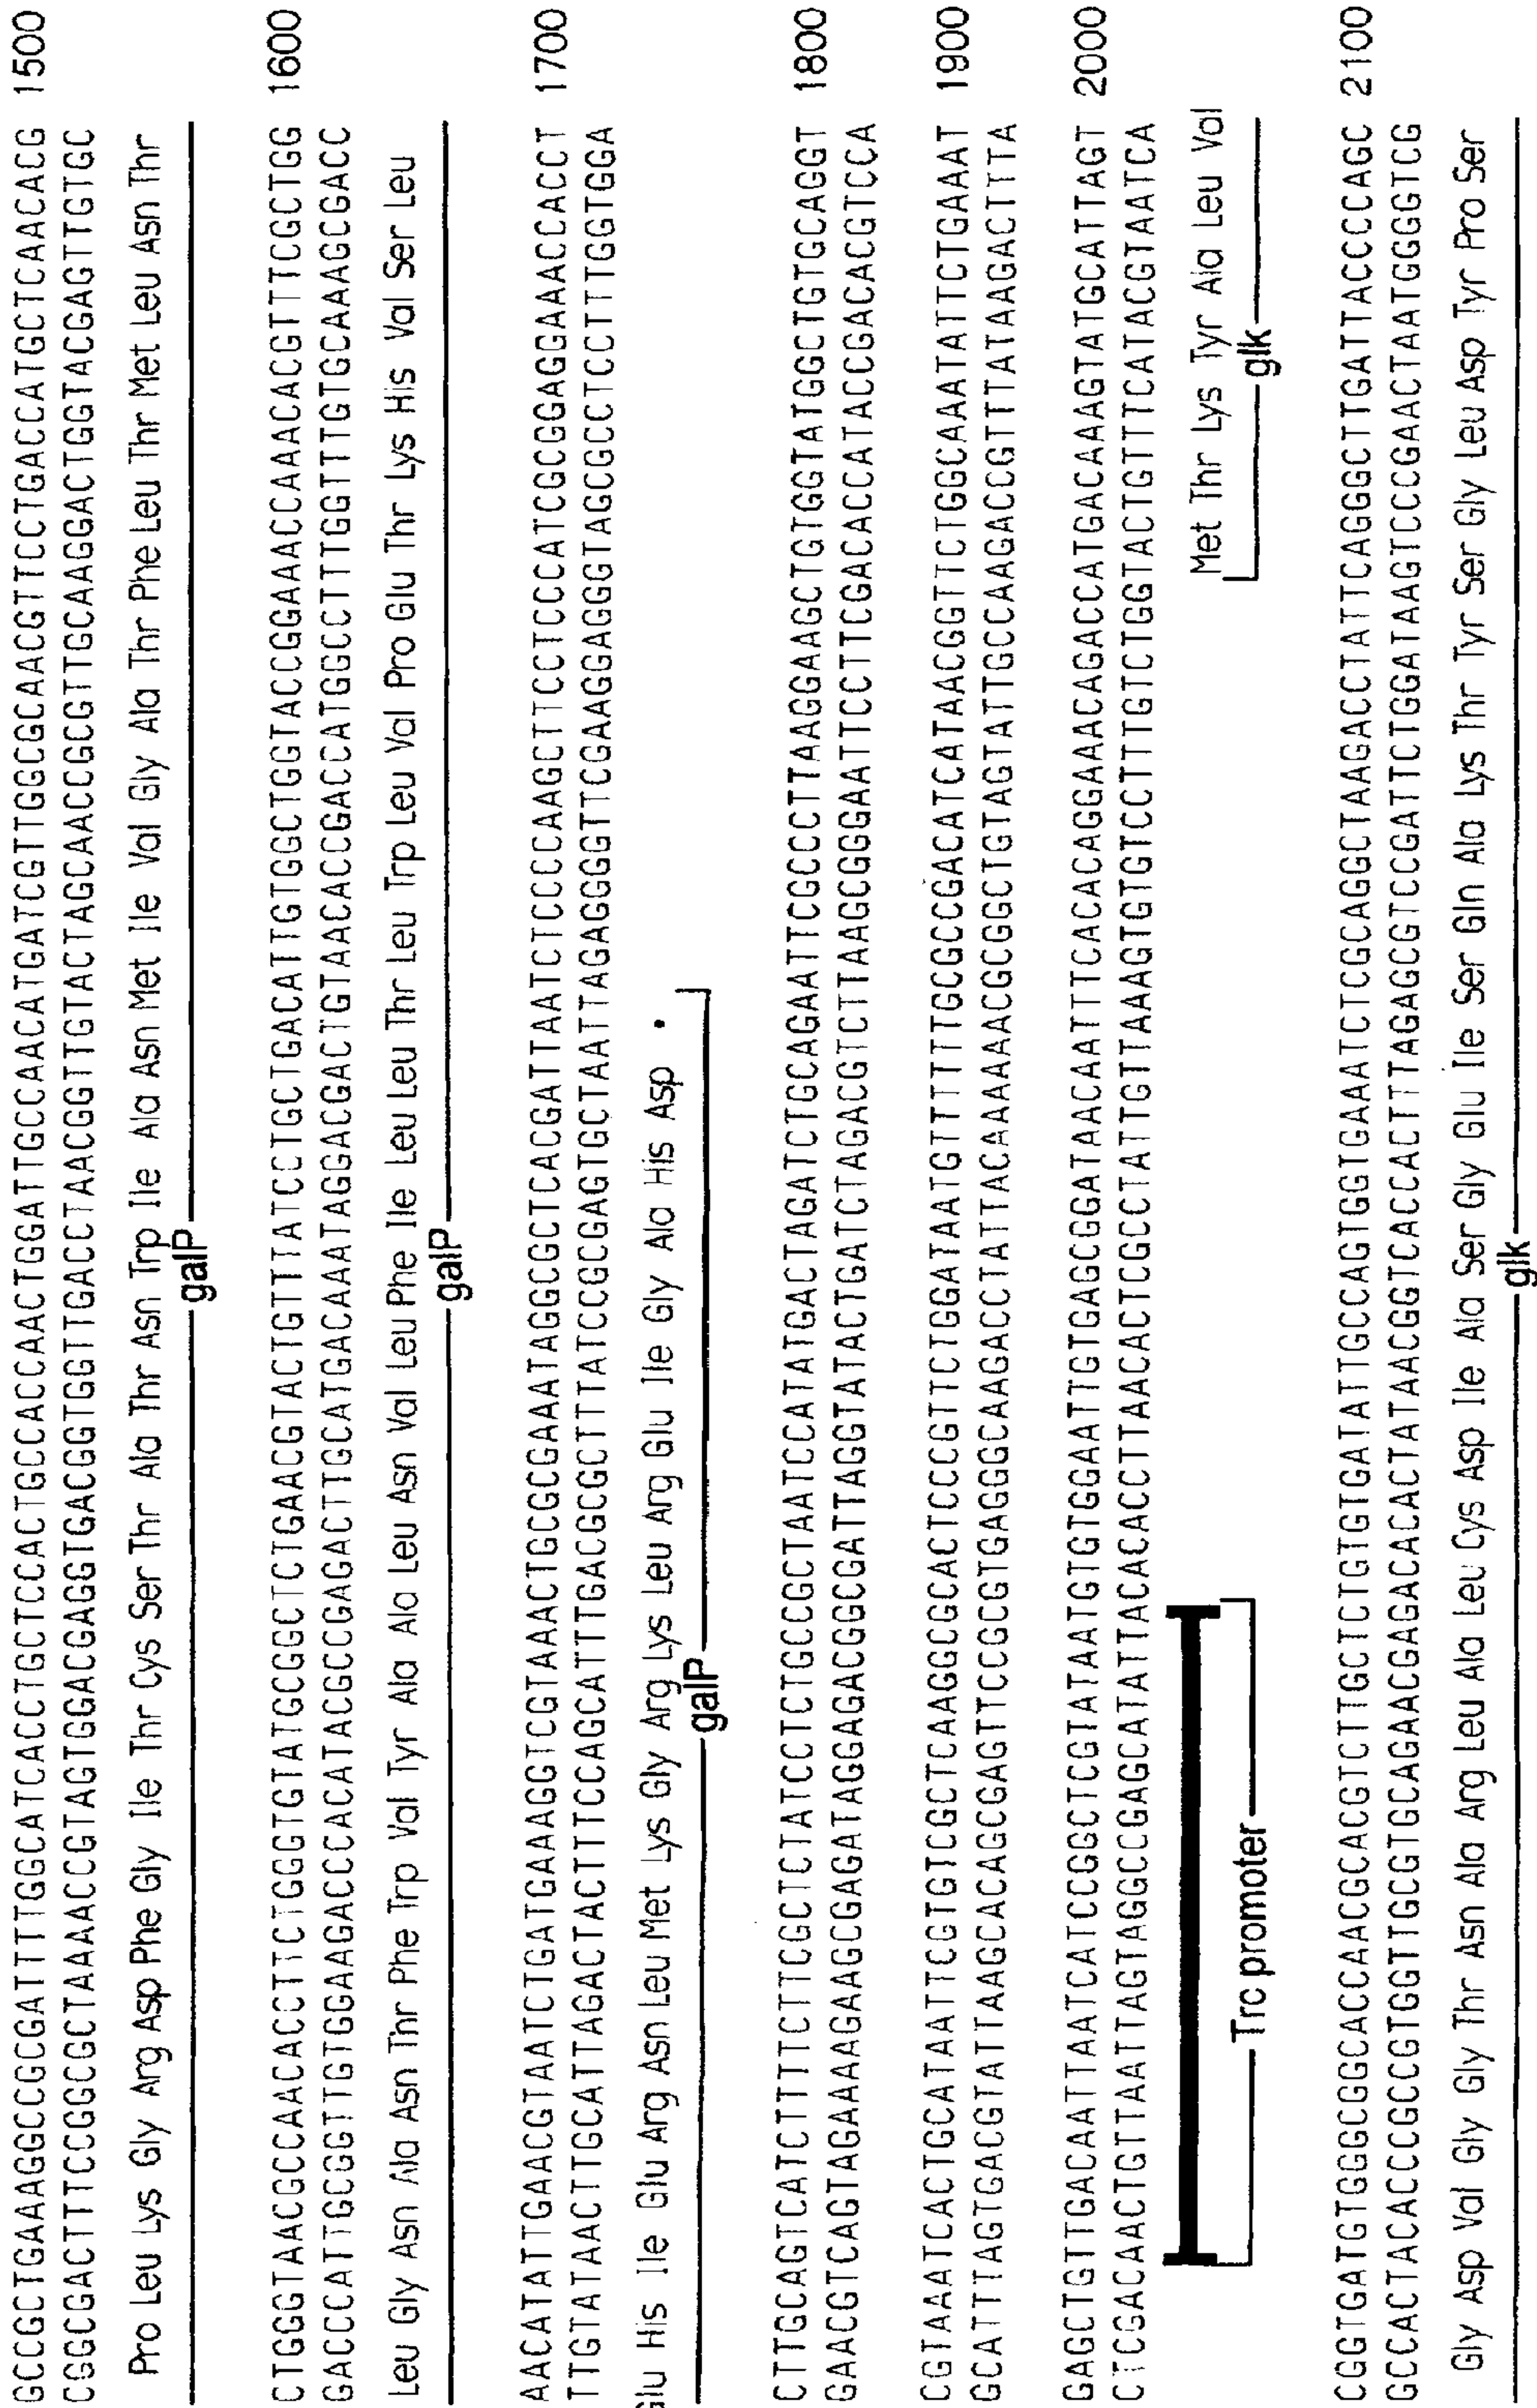 GCCGCTGAAAGGCCGCGATTTTGGCATCACCTGCTCCACTGCCACCAACTGGATTGCCAACATGATCGTTGGCGCAACGTTCCTGACCATGCTCAACACG 1500
CGGCGACTTTCCGGCGCTAAAACCGTAGTGGACGAGGTGACGGTGGTTGACCTAACGGTTGTACTAGCAACCGCGTTGCAAGGACTGGTACGAGTTGTGC
Pro Leu Lys Gly Arg Asp Phe Gly Ile Thr Cys Ser Thr Ala Thr Asn Trp Ile Ala Asn Met Ile Val Gly Ala Thr Phe Leu Thr Met Leu Asn Thr
galP
CTGGGTAACGCCAACACCTTCTGGGTGTATGCGGCTCTGAACGTACTGTTTATCCTGCTGACATTGTGGCTGGTACCGGAAACCAAACACGTTTCGCTGG 1600
GACCCATTGCGGTTGTGGAAGACCCACATACGCCGAGACTTGCATGACAAATAGGACGACTGTAACACCGACCATGGCCTTTGGTTTGTGCAAAGCGACC
Leu Gly Asn Ala Asn Thr Phe Trp Val Tyr Ala Ala Leu Asn Val Leu Phe Ile Leu Leu Thr Leu Trp Leu Val Pro Glu Thr Lys His Val Ser Leu
galP
AACATATTGAACGTAATCTGATGAAAGGTCGTAAACTGCGCGAAATAGGCGCTCACGATTAATCTCCCCAAGCTTCCTCCCATCGCGGAGGAAACCACCT 1700
TTGTATAACTTGCATTAGACTACTTTCCAGCATTTGACGCGCTTTATCCGCGAGTGCTAATTAGAGGGGTTCGAAGGAGGGTAGCGCCTCCTTTGGTGGA
Glu His Ile Glu Arg Asn Leu Met Lys Gly Arg Lys Leu Arg Glu Ile Gly Ala His Asp •
galP
CTTGCAGTCATCTTTTCTTCGCTCTATCCTCTGCCGCTAATCCATATGACTAGATCTGCAGAATTCGCCCTTAAGGAAGCTGTGGTATGGCTGTGCAGGT 1800
GAACGTCAGTAGAAAAGAAGCGAGATAGGAGACGGCGATTAGGTATACTGATCTAGACGTCTTAAGCGGGAATTCCTTCGACACCATACCGACACGTCCA
CGTAAATCACTGCATAATTCGTGTCGCTCAAGGCGCACTCCCGTTCTGGATAATGTTTTTTGCGCCGACATCATAACGGTTCTGGCAAATATTCTGAAAT 1900
GCATTTAGTGACGTATTAAGCACAGCGAGTTCCGCGTGAGGGCAAGACCTATTACAAAAAACGCGGCTGTAGTATTGCCAAGACCGTTTATAAGACTTTA
GAGCTGTTGACAATTAATCATCCGGCTCGTATAATGTGTGGAATTGTGAGCGGATAACAATTTCACACAGGAAACAGACCATGACAAAGTATGCATTAGT 2000
CTCGACAACTGTTAATTAGTAGGCCGAGCATATTACACACCTTAACACTCGCCTATTGTTAAAGTGTGTCCTTTGTCTGGTACTGTTTCATACGTAATCA
Met Thr Lys Tyr Ala Leu Val
Trc promoter glk
CGGTGATGTGGGCGGCACCAACGCACGTCTTGCTCTGTGTGATATTGCCAGTGGTGAAATCTCGCAGGCTAAGACCTATTCAGGGCTTGATTACCCCAGC 2100
GCCACTACACCCGCCGTGGTTGCGTGCAGAACGAGACACACTATAACGGTCACCACTTTAGAGCGTCCGATTCTGGATAAGTCCCGAACTAATGGGGTCG
Gly Asp Val Gly Gly Thr Asn Ala Arg Leu Ala Leu Cys Asp Ile Ala Ser Gly Glu Ile Ser Gln Ala Lys Thr Tyr Ser Gly Leu Asp Tyr Pro Ser
glk